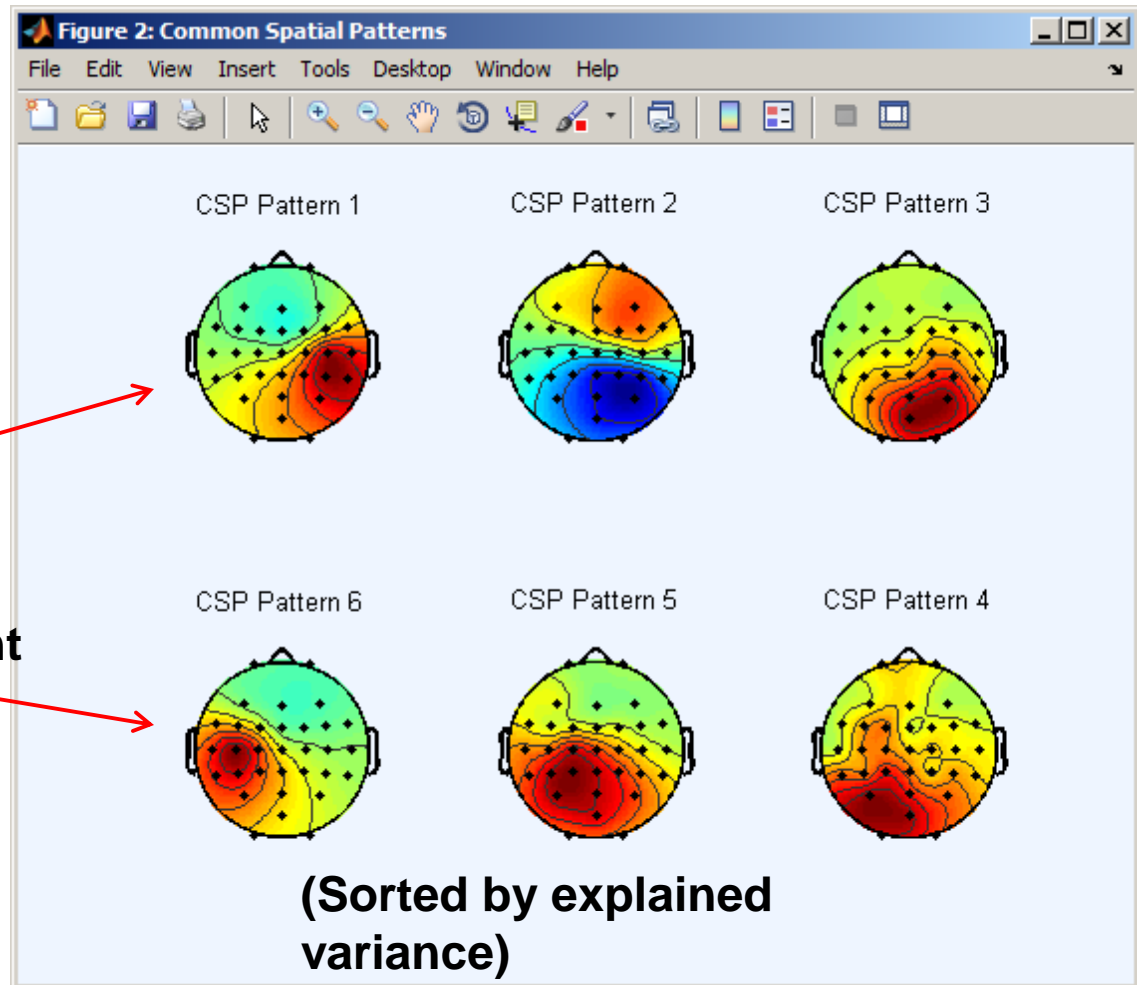 Figure 2: Common Spatial Patterns
File Edit View Insert Tools Desktop Window Help
CSP Pattern 1 CSP Pattern 2 CSP Pattern 3
CSP Pattern 6 CSP Pattern 5 CSP Pattern 4
(Sorted by explained
variance)